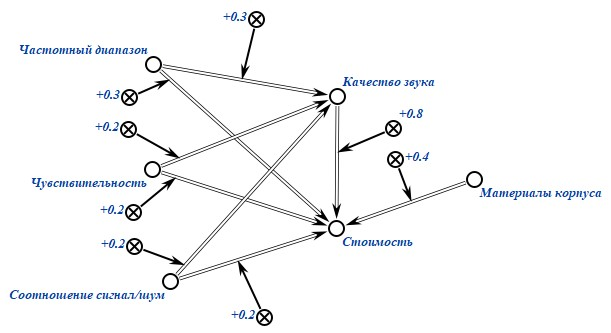 +0.3
Частотный диапазон
Качество звука
+0.3
+0.2
+0.8
+0.4
Чувствительность
Материалы корпуса
+0.2
+0.2
Стоимость
Соотношение сигнал/шум
+0.2